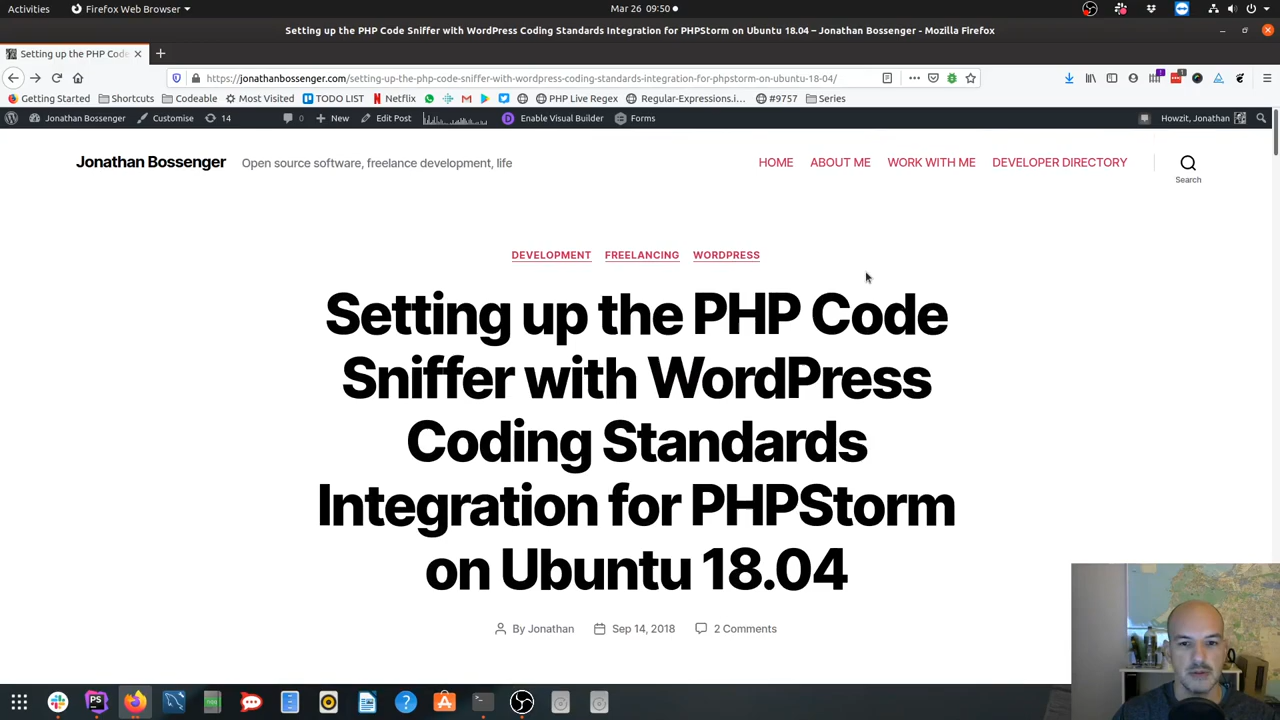 Activities
Firefox Web Browser
Mar 26 09:50
Setting up the PHP Code Sniffer with WordPress Coding Standards Integration for PHPStorm on Ubuntu 18.04 – Jonathan Bossenger - Mozilla Firefox
Setting up the PHP Code
https://jonathanbossenger.com/setting-up-the-php-code-sniffer-with-wordpress-coding-standards-integration-for-phpstorm-on-ubuntu-18-04/
Getting Started
Shortcuts
Codeable
Most Visited
TODO LIST
Netflix
PHP Live Regex
Regular-Expressions.i…
#9757
Series
Jonathan Bossenger
Customise
14
0
New
Edit Post
Enable Visual Builder
Forms
Howzit, Jonathan
Jonathan Bossenger
Open source software, freelance development, life
HOME
ABOUT ME
WORK WITH ME
DEVELOPER DIRECTORY
Search
DEVELOPMENT
FREELANCING
WORDPRESS
Setting up the PHP Code
Sniffer with WordPress
Coding Standards
Integration for PHPStorm
on Ubuntu 18.04
By Jonathan
Sep 14, 2018
2 Comments